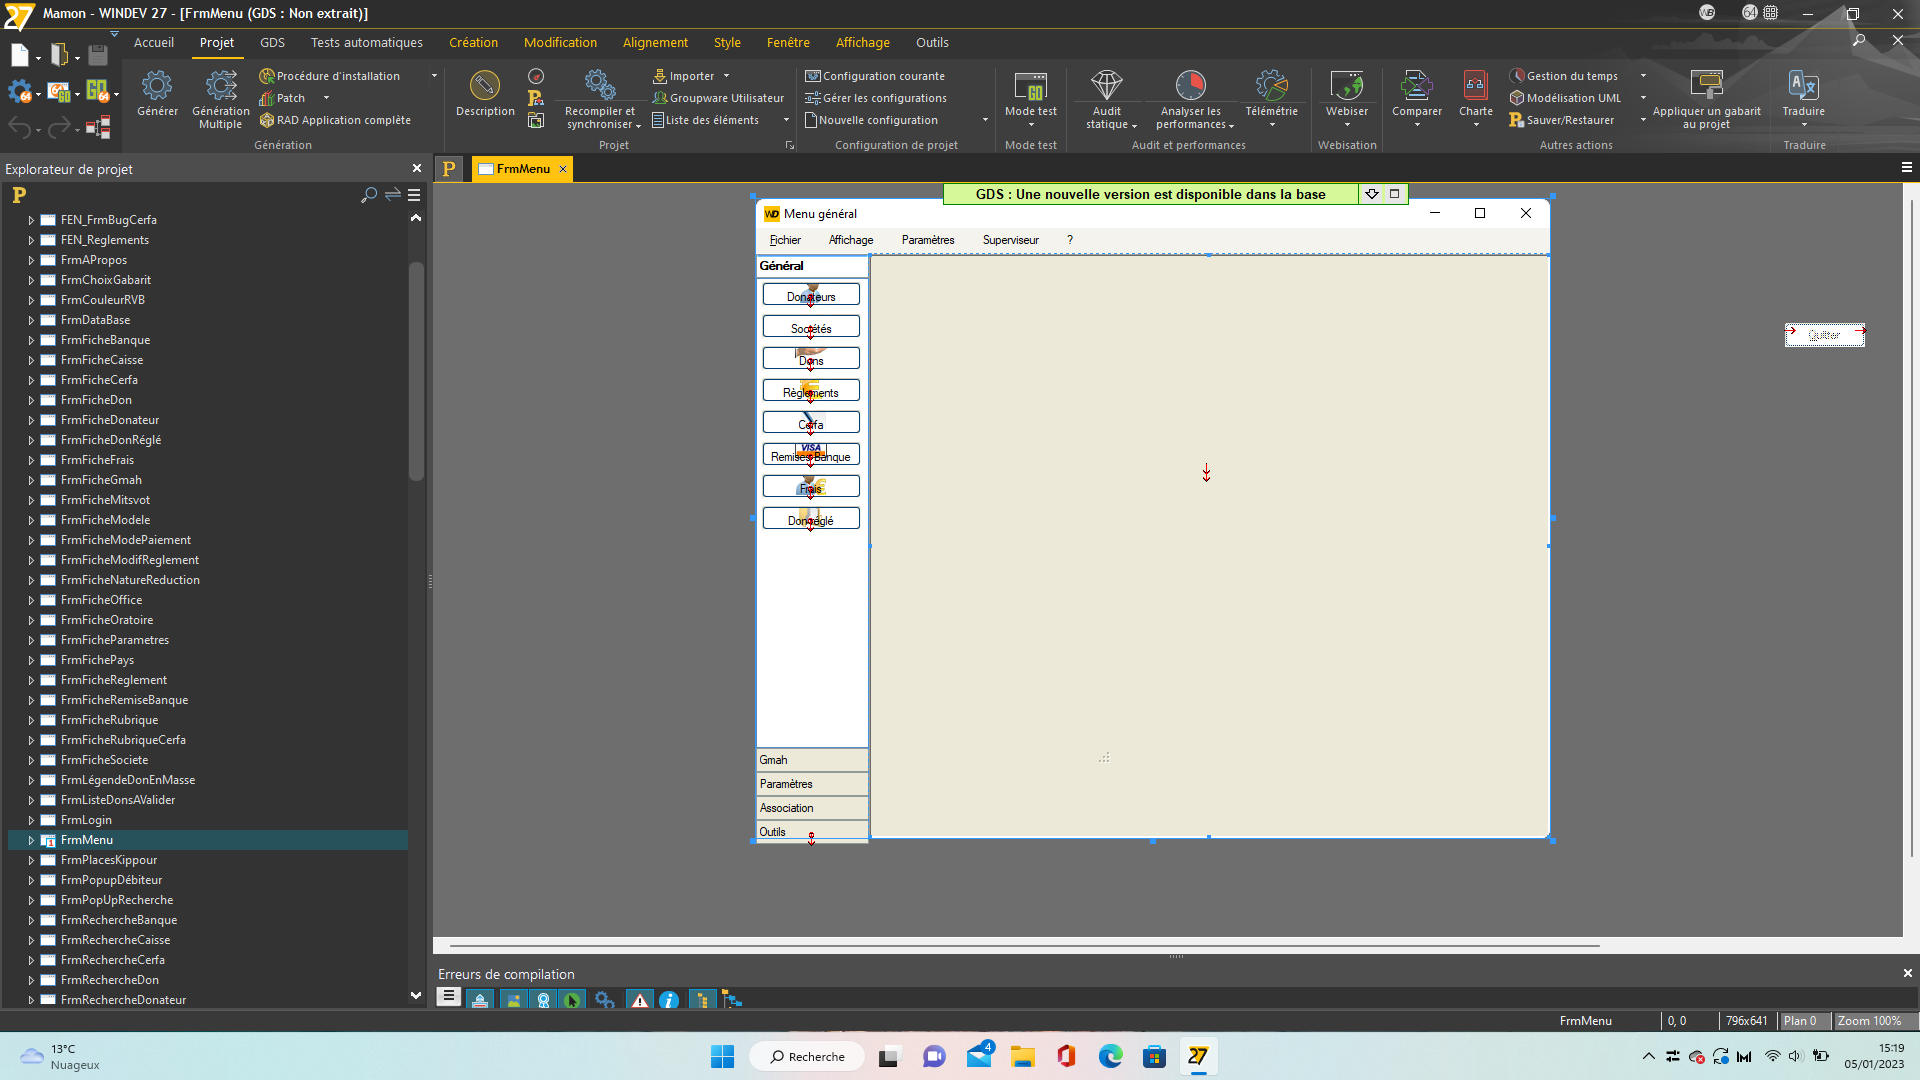 Mamon - WINDEV 27 - [FrmMenu (GDS : Non extrait)]
Accueil Projet GDS Tests automatiques Création Modification Alignement Style Fenêtre Affichage Outils
Générer
Génération Multiple
Procédure d'installation
Patch
RAD Application complète
Génération
Description
Recompiler et synchroniser
Importer
Groupware Utilisateur
Liste des éléments
Projet
Configuration courante
Gérer les configurations
Nouvelle configuration
Configuration de projet
Mode test
Mode test
Audit statique
Analyser les performances
Télémétrie
Audit et performances
Webiser
Webisation
Comparer
Charte
Gestion du temps
Modélisation UML
Sauver/Restaurer
Appliquer un gabarit au projet
Autres actions
Traduire
Traduire
Explorateur de projet
FEN_FrmBugCerfa
FEN_Reglements
FrmAPropos
FrmChoixGabarit
FrmCouleurRVB
FrmDataBase
FrmFicheBanque
FrmFicheCaisse
FrmFicheCerfa
FrmFicheDon
FrmFicheDonateur
FrmFicheDonRéglé
FrmFicheFrais
FrmFicheGmah
FrmFicheMitsvot
FrmFicheModele
FrmFicheModePaiement
FrmFicheModifReglement
FrmFicheNatureReduction
FrmFicheOffice
FrmFicheOratoire
FrmFicheParametres
FrmFichePays
FrmFicheReglement
FrmFicheRemiseBanque
FrmFicheRubrique
FrmFicheRubriqueCerfa
FrmFicheSociete
FrmLégendeDonEnMasse
FrmListeDonsAValider
FrmLogin
FrmMenu
FrmPlacesKippour
FrmPopupDébiteur
FrmPopUpRecherche
FrmRechercheBanque
FrmRechercheCaisse
FrmRechercheCerfa
FrmRechercheDon
FrmRechercheDonateur
FrmMenu
GDS : Une nouvelle version est disponible dans la base
Menu général
Fichier Affichage Paramètres Superviseur ?
Général
Donateurs
Sociétés
Dons
Règlements
Cerfa
VISA
Remises Banque
Frais
Don réglé
Gmah
Paramètres
Association
Outils
Quitter
Erreurs de compilation
FrmMenu 0, 0 796x641 Plan 0 Zoom 100%
13°C
Nuageux
Recherche
4
27
15:19
05/01/2023